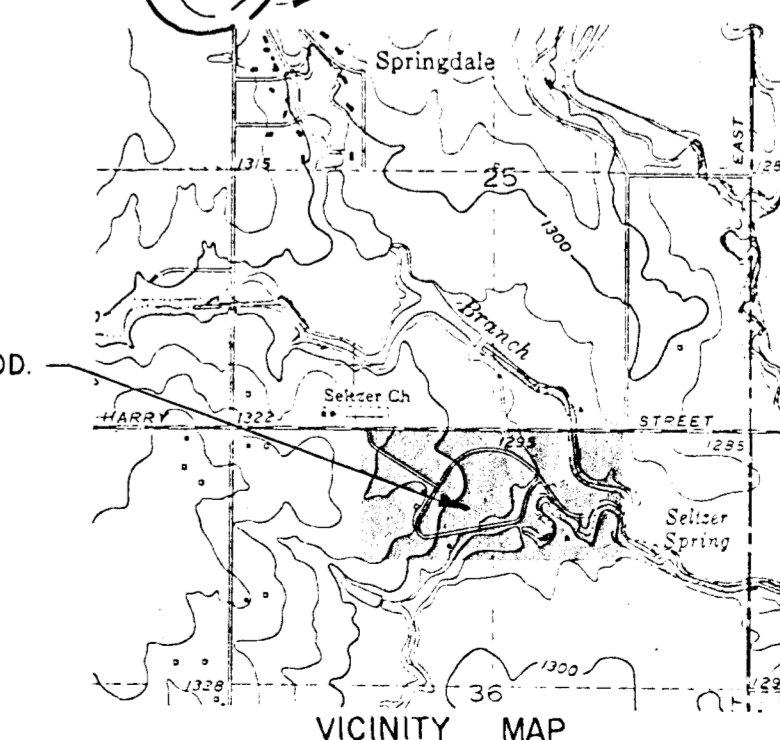 Springdale
EAST
1315
25
1300
Branch
OD.
Seltzer Ch
HARRY
1322
STREET
1295
1285
Seltzer
Spring
1300
1328
36
129
VICINITY MAP